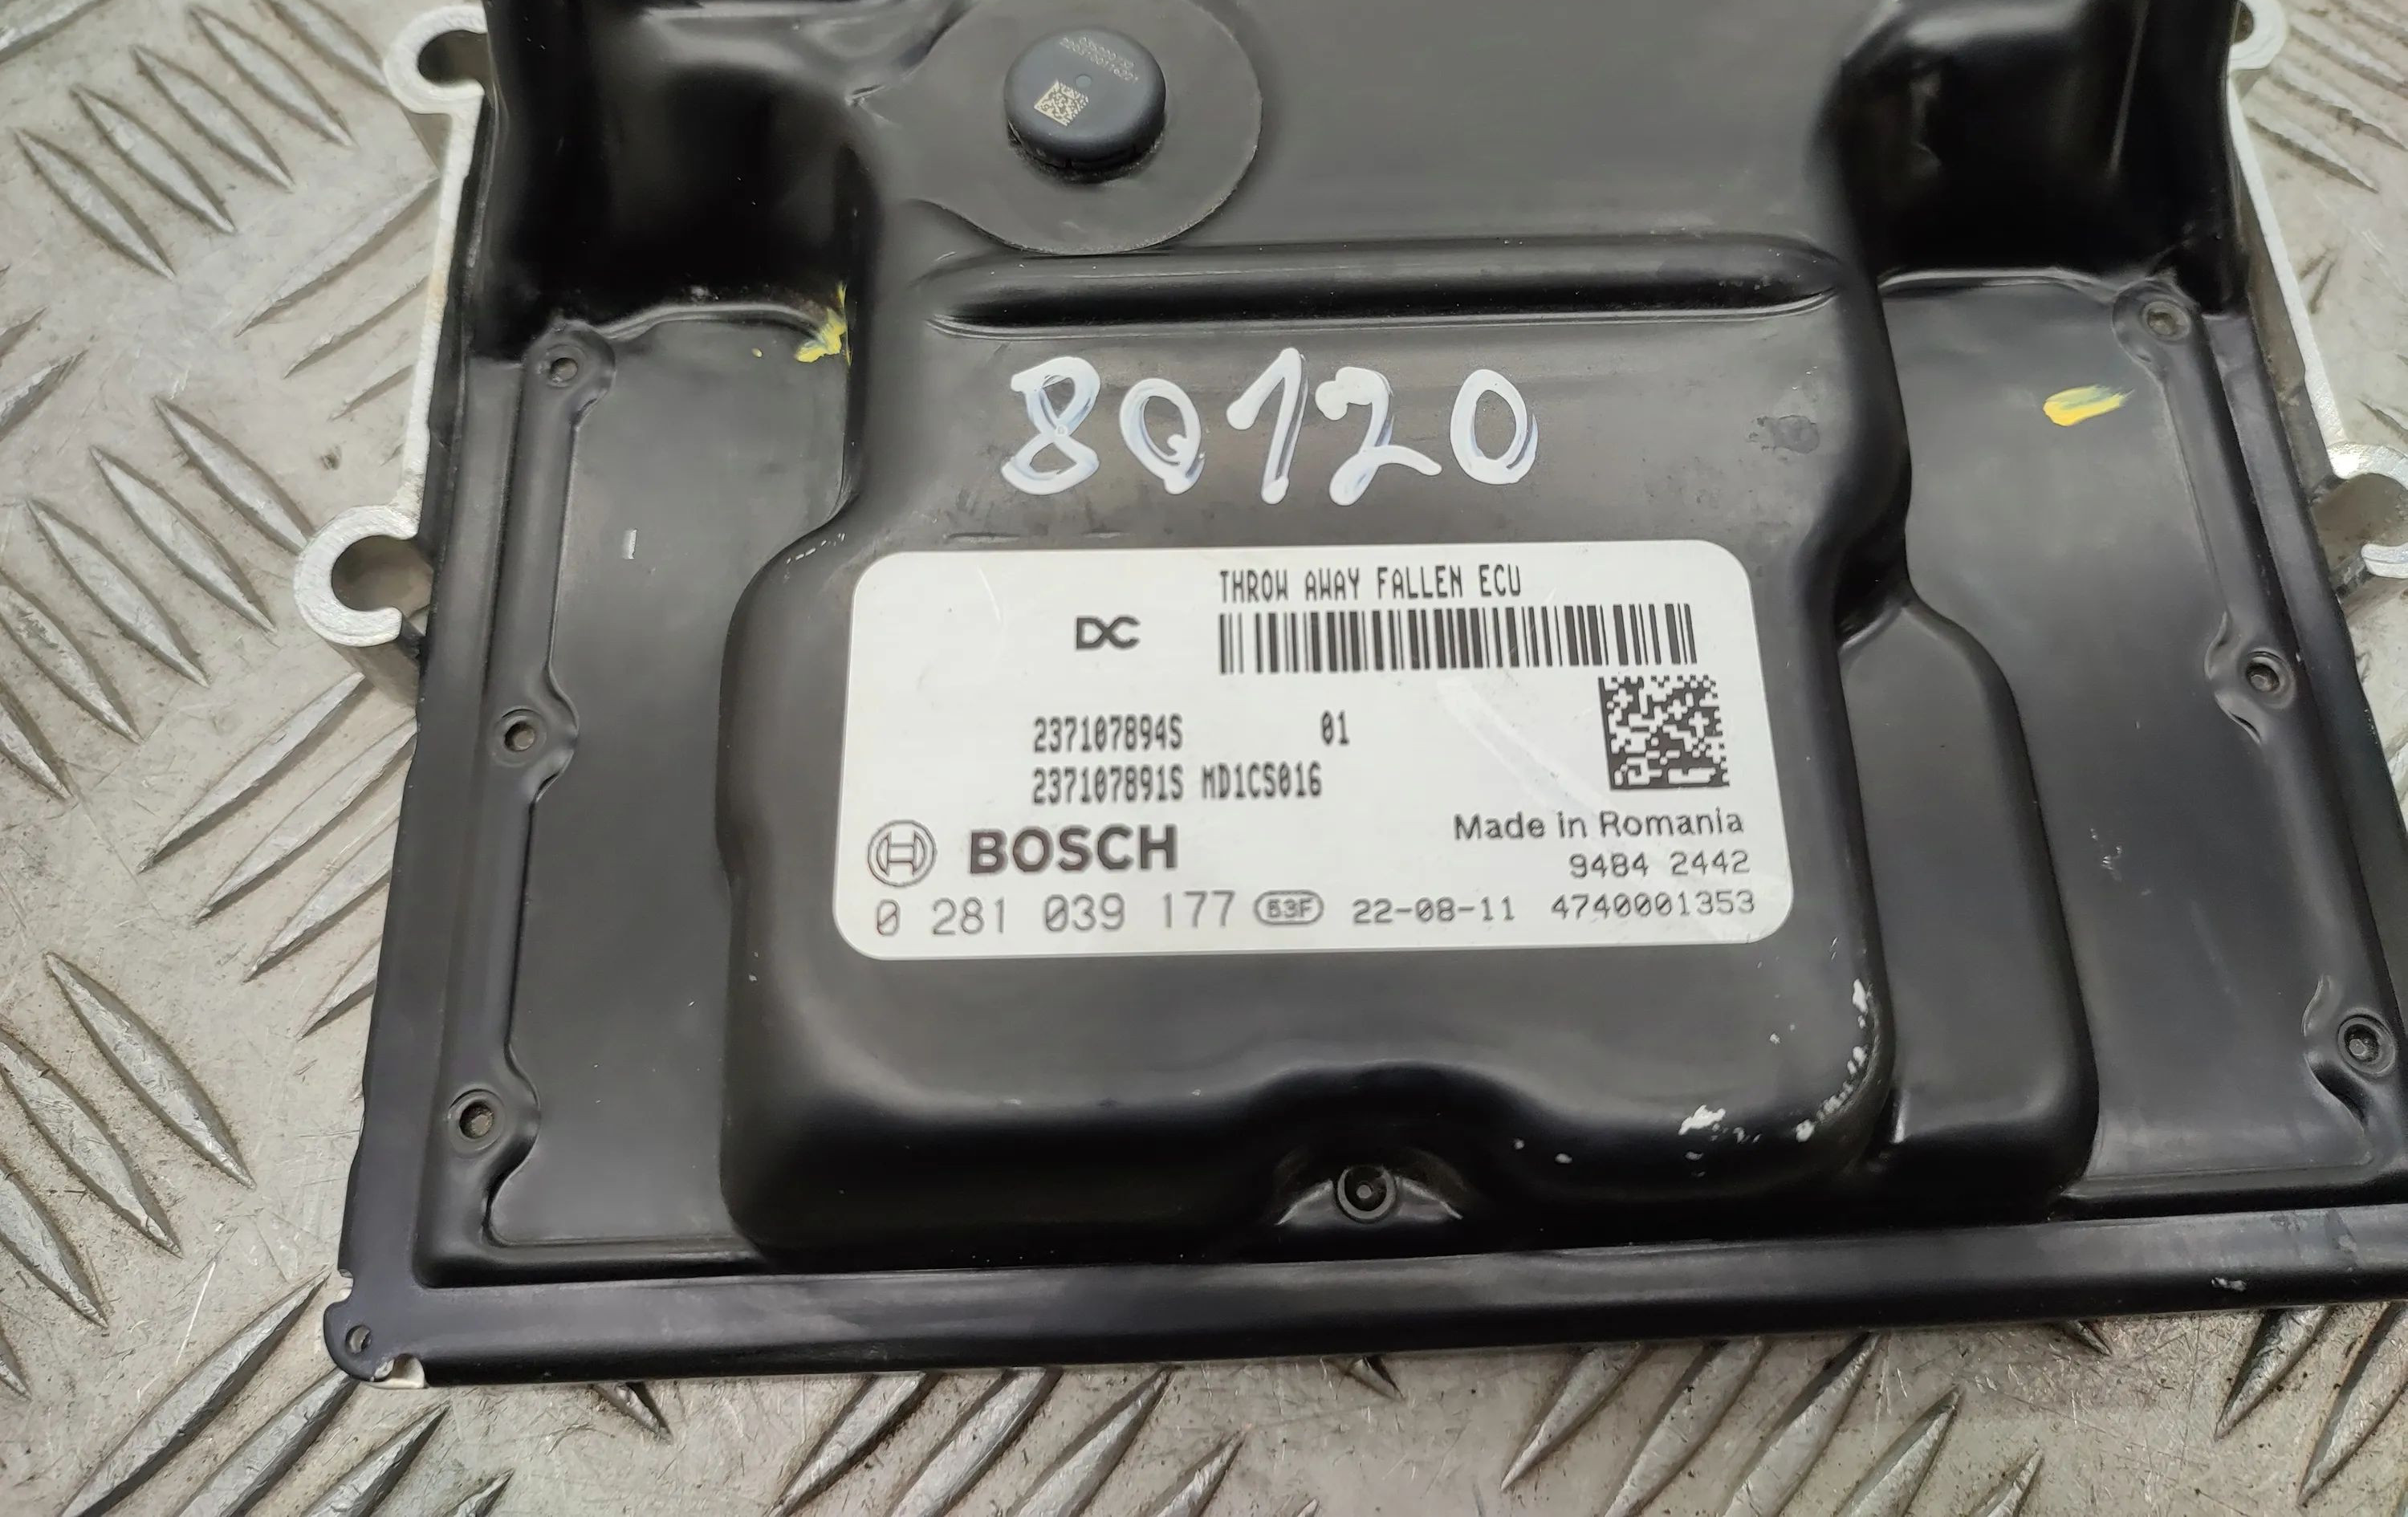 80120
THROW AWAY FALLEN ECU
DC
237107894S 01
237107891S MD1CS016
BOSCH
Made in Romania
9484 2442
0 281 039 177 53F 22-08-11 4740001353